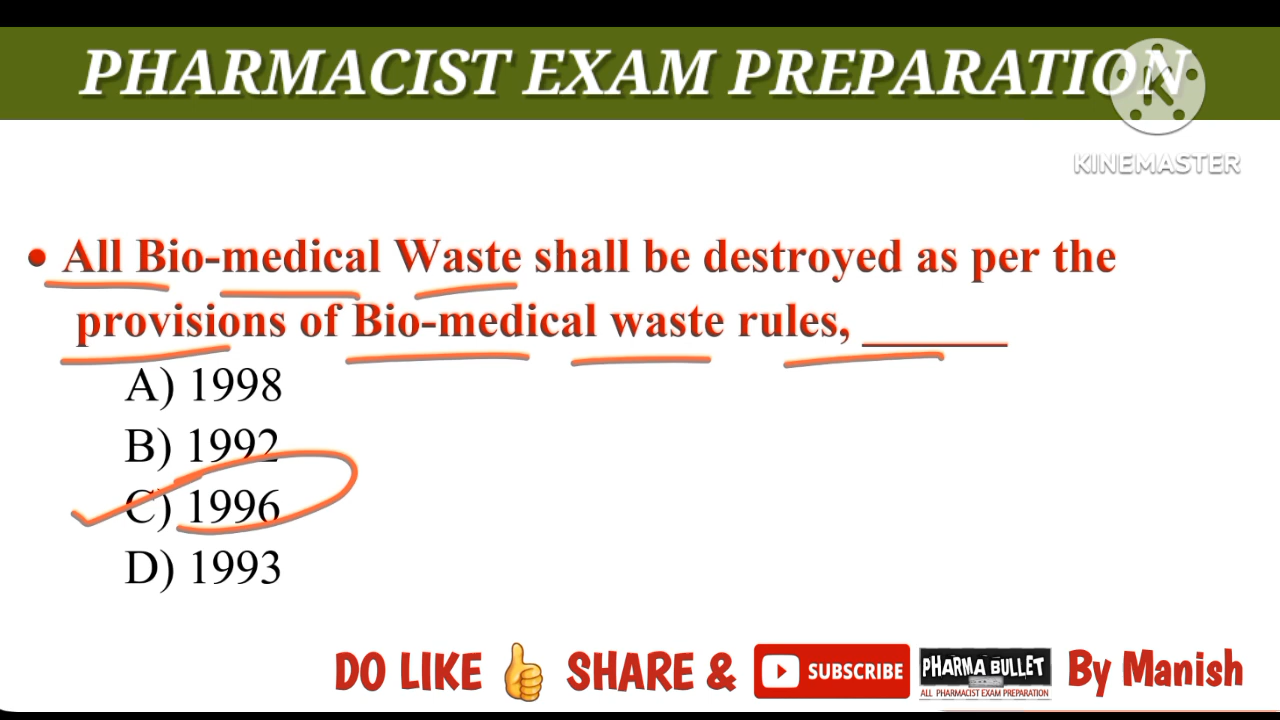 PHARMACIST EXAM PREPARATION
KINEMASTER
• All Bio-medical Waste shall be destroyed as per the
provisions of Bio-medical waste rules, ______
A) 1998
B) 1992
C) 1996
D) 1993
DO LIKE 👍 SHARE & SUBSCRIBE PHARMA BULLET By Manish
ALL PHARMACIST EXAM PREPARATION